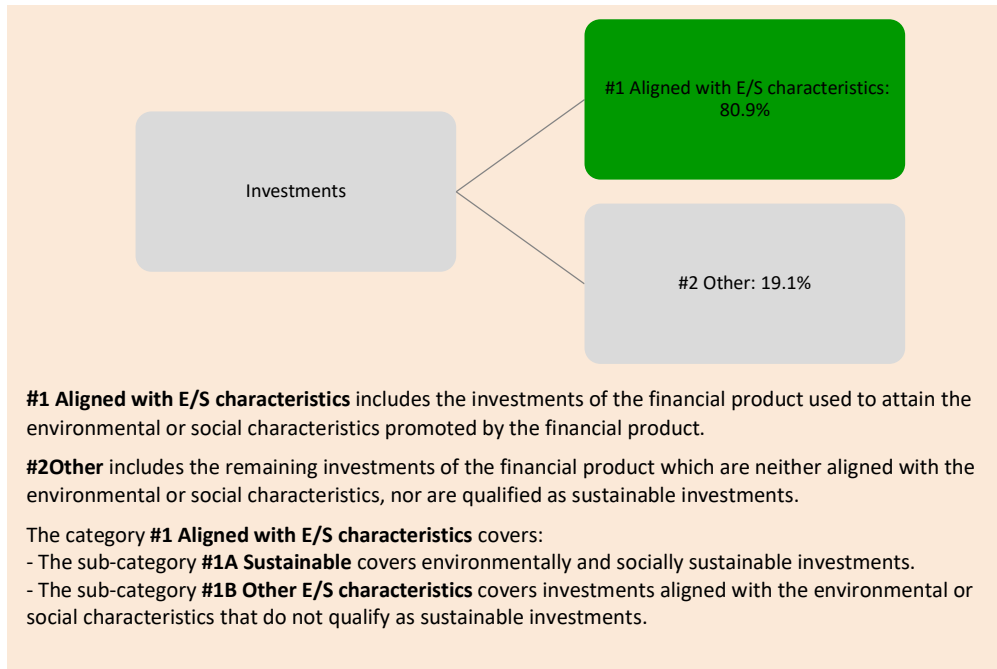 #1 Aligned with E/S characteristics:
80.9%
Investments
#2 Other: 19.1%
#1 Aligned with E/S characteristics includes the investments of the financial product used to attain the
environmental or social characteristics promoted by the financial product.
#2Other includes the remaining investments of the financial product which are neither aligned with the
environmental or social characteristics, nor are qualified as sustainable investments.
The category #1 Aligned with E/S characteristics covers:
- The sub-category #1A Sustainable covers environmentally and socially sustainable investments.
- The sub-category #1B Other E/S characteristics covers investments aligned with the environmental or
social characteristics that do not qualify as sustainable investments.